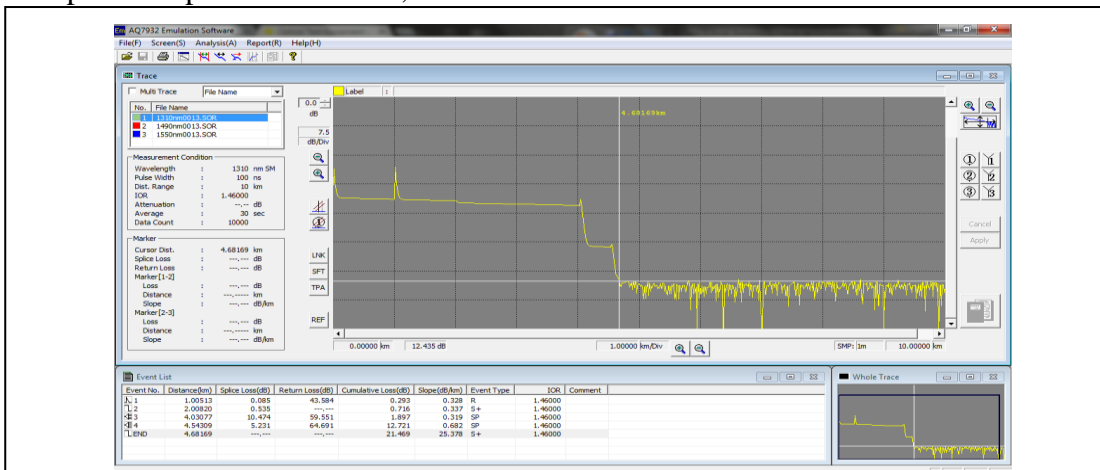 AQ7932 Emulation Software
File(F) Screen(S) Analysis(A) Report(R) Help(H)
Trace
Multi Trace File Name
Label :
No. File Name
1 1310nm0013.SOR
2 1490nm0013.SOR
3 1550nm0013.SOR
0.0
dB
7.5
dB/Div
4.68169km
Measurement Condition
Wavelength : 1310 nm SM
Pulse Width : 100 ns
Dist. Range : 10 km
IOR : 1.46000
Attenuation : --.-- dB
Average : 30 sec
Data Count : 10000
Marker
Cursor Dist. : 4.68169 km
Splice Loss : ---.--- dB
Return Loss : ---.--- dB
Marker[1-2]
Loss : ---.--- dB
Distance : ---.----- km
Slope : ---.--- dB/km
Marker[2-3]
Loss : ---.--- dB
Distance : ---.----- km
Slope : ---.--- dB/km
LNK
SFT
TPA
REF
1 Y1
2 Y2
3 Y3
Cancel
Apply
0.00000 km 12.435 dB 1.00000 km/Div SMP: 1m 10.00000 km
Event List
Event No. Distance(km) Splice Loss(dB) Return Loss(dB) Cumulative Loss(dB) Slope(dB/km) Event Type IOR Comment
1 1.00513 0.085 43.584 0.293 0.328 R 1.46000
2 2.00820 0.535 ---.--- 0.716 0.337 S+ 1.46000
3 4.03077 10.474 59.551 1.897 0.319 SP 1.46000
4 4.54309 5.231 64.691 12.721 0.682 SP 1.46000
END 4.68169 ---.--- ---.--- 21.469 25.378 S+ 1.46000
Whole Trace